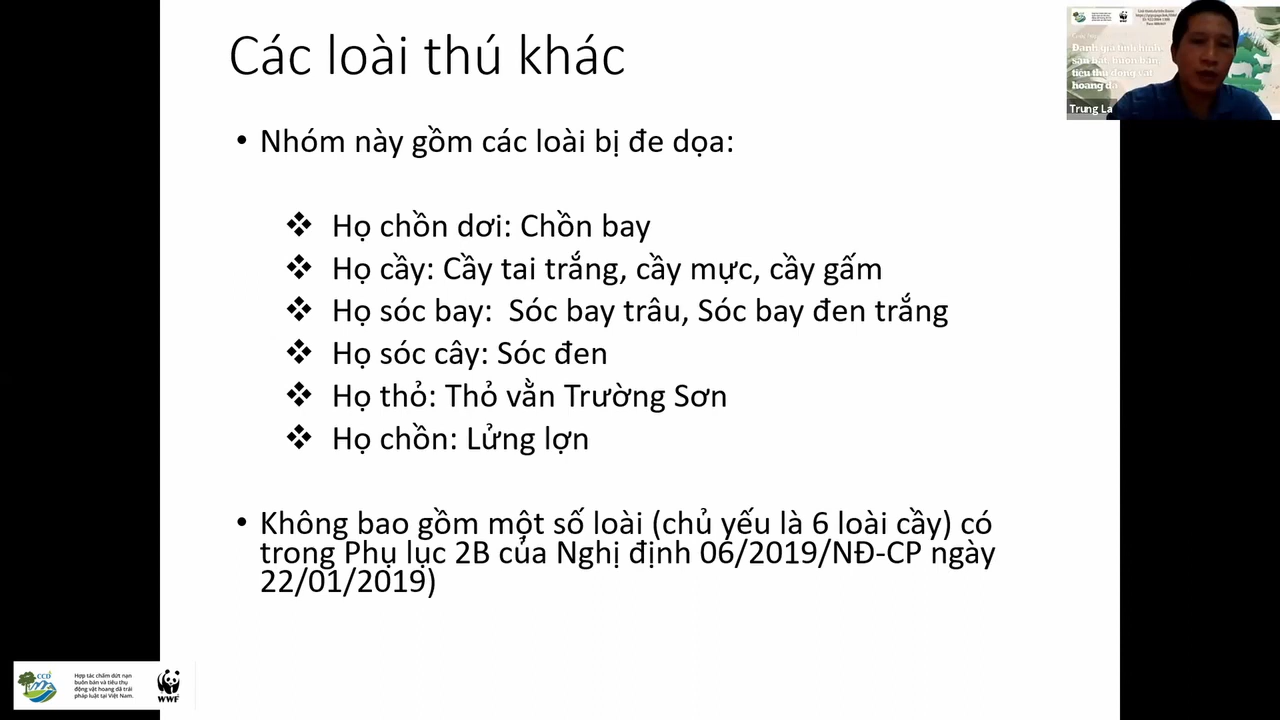 Các loài thú khác
• Nhóm này gồm các loài bị đe dọa:
❖ Họ chồn dơi: Chồn bay
❖ Họ cầy: Cầy tai trắng, cầy mực, cầy gấm
❖ Họ sóc bay: Sóc bay trâu, Sóc bay đen trắng
❖ Họ sóc cây: Sóc đen
❖ Họ thỏ: Thỏ vằn Trường Sơn
❖ Họ chồn: Lửng lợn
• Không bao gồm một số loài (chủ yếu là 6 loài cầy) có
trong Phụ lục 2B của Nghị định 06/2019/NĐ-CP ngày
22/01/2019)
Đánh giá tình hình
săn bắt, buôn bán,
tiêu thụ động vật
hoang dã
Trung La
CCD
Hợp tác chấm dứt nạn
buôn bán và tiêu thụ
động vật hoang dã trái
pháp luật tại Việt Nam.
WWF